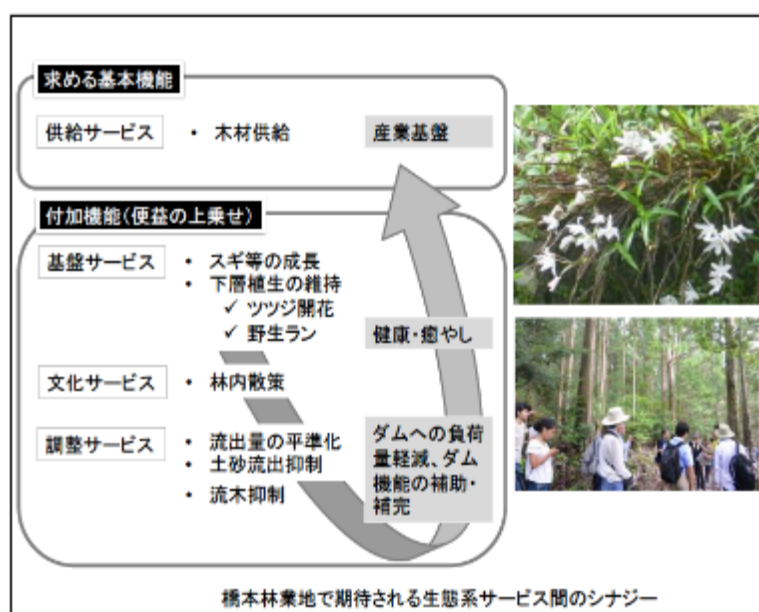 求める基本機能
供給サービス ・ 木材供給 産業基盤
付加機能(便益の上乗せ)
基盤サービス ・ スギ等の成長
・ 下層植生の維持
✓ ツツジ開花
✓ 野生ラン
健康・癒やし
文化サービス ・ 林内散策
調整サービス ・ 流出量の平準化
・ 土砂流出抑制
・ 流木抑制
ダムへの負荷
量軽減、ダム
機能の補助・
補完
橋本林業地で期待される生態系サービス間のシナジー